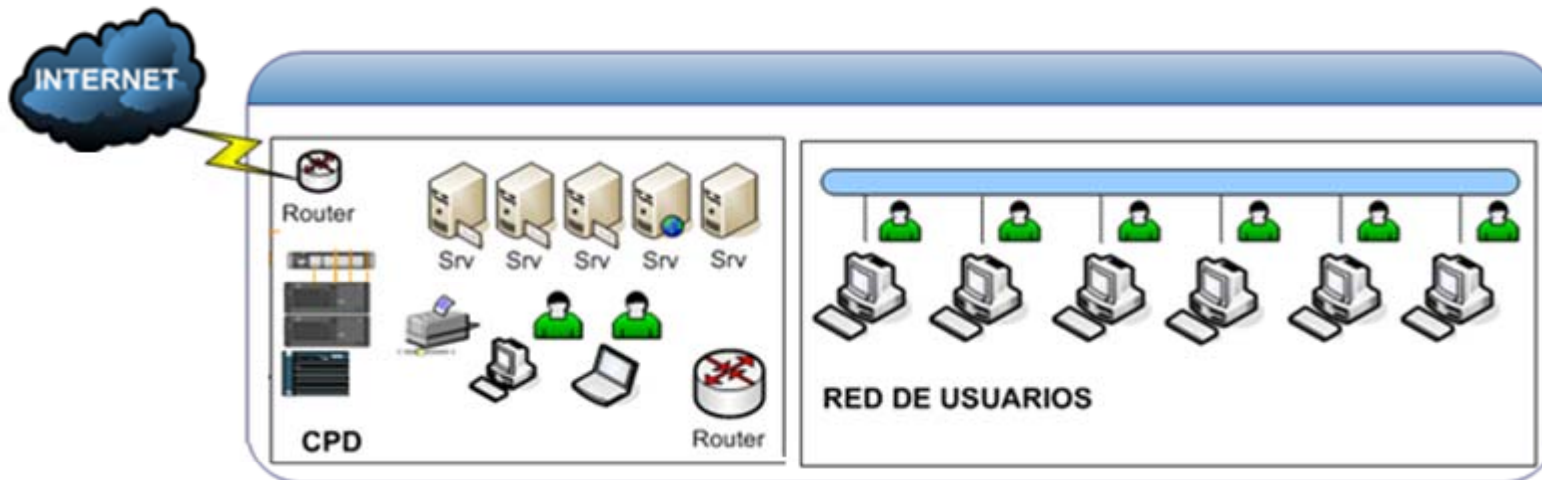 INTERNET
Router
Srv Srv Srv Srv Srv
CPD
Router
RED DE USUARIOS